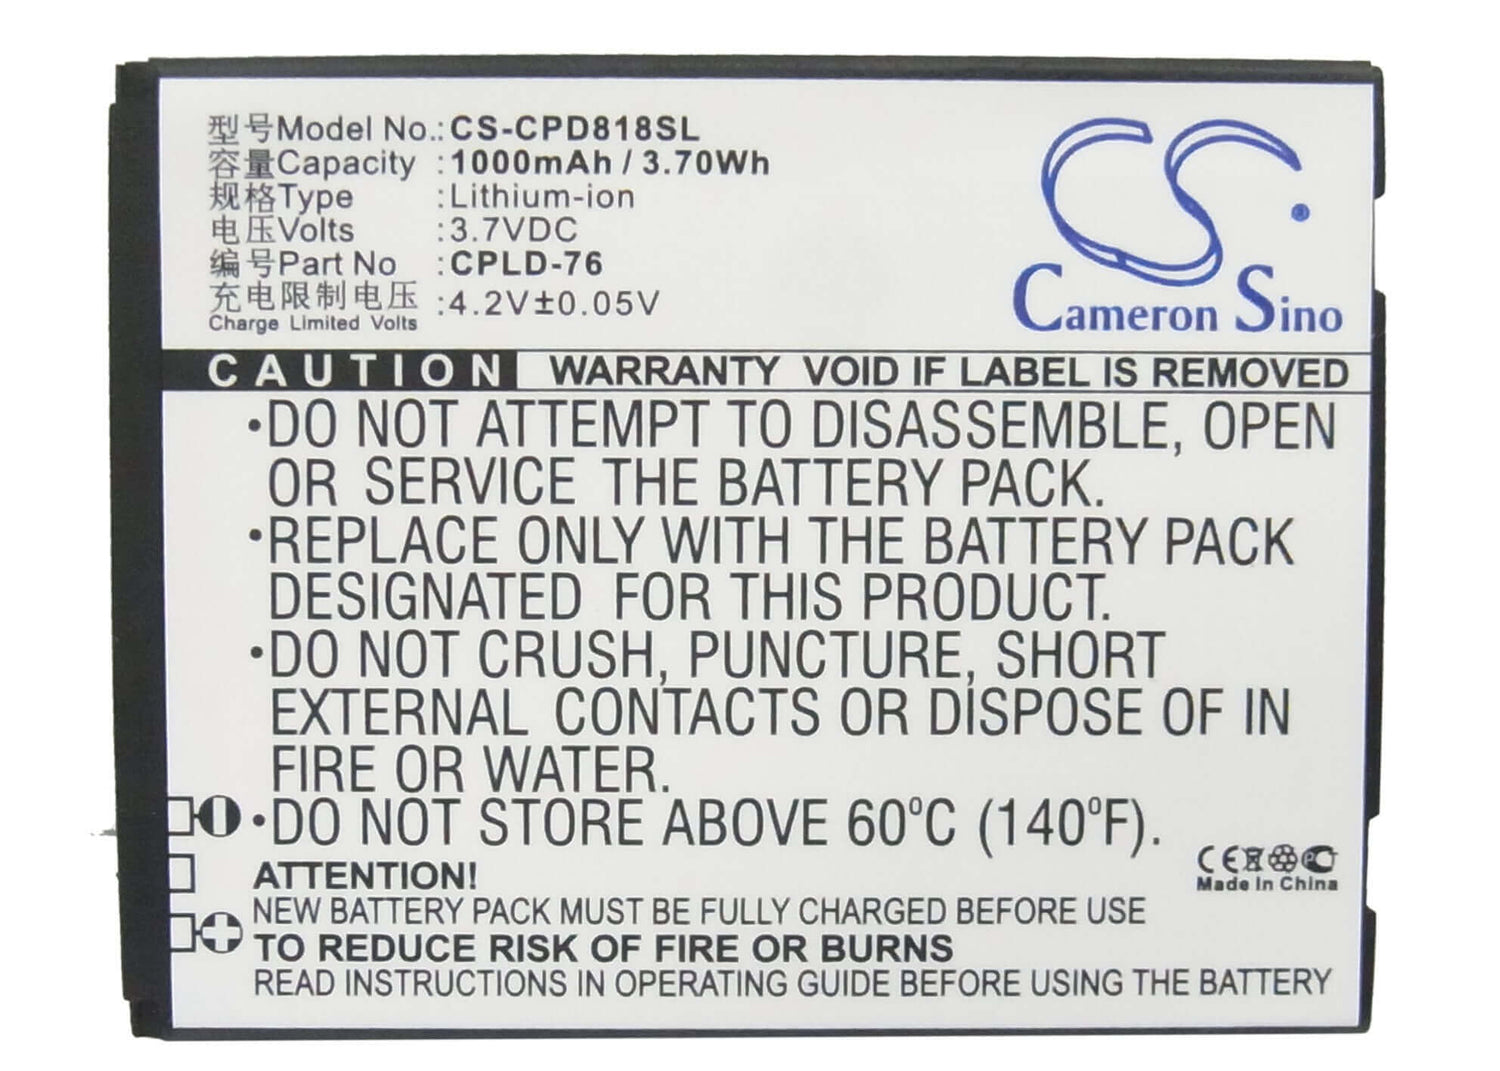 型号Model No.: CS-CPD818SL
容量Capacity : 1000mAh / 3.70Wh
规格Type : Lithium-ion
电压Volts : 3.7VDC
编号Part No : CPLD-76
充电限制电压 : 4.2V±0.05V
Charge Limited Volts
CS ®
Cameron Sino
CAUTION WARRANTY VOID IF LABEL IS REMOVED
•DO NOT ATTEMPT TO DISASSEMBLE, OPEN
OR SERVICE THE BATTERY PACK.
•REPLACE ONLY WITH THE BATTERY PACK
DESIGNATED FOR THIS PRODUCT.
•DO NOT CRUSH, PUNCTURE, SHORT
EXTERNAL CONTACTS OR DISPOSE OF IN
FIRE OR WATER.
•DO NOT STORE ABOVE 60°C (140°F).
CE
Made In China
ATTENTION!
NEW BATTERY PACK MUST BE FULLY CHARGED BEFORE USE
TO REDUCE RISK OF FIRE OR BURNS
READ INSTRUCTIONS IN OPERATING GUIDE BEFORE USING THE BATTERY